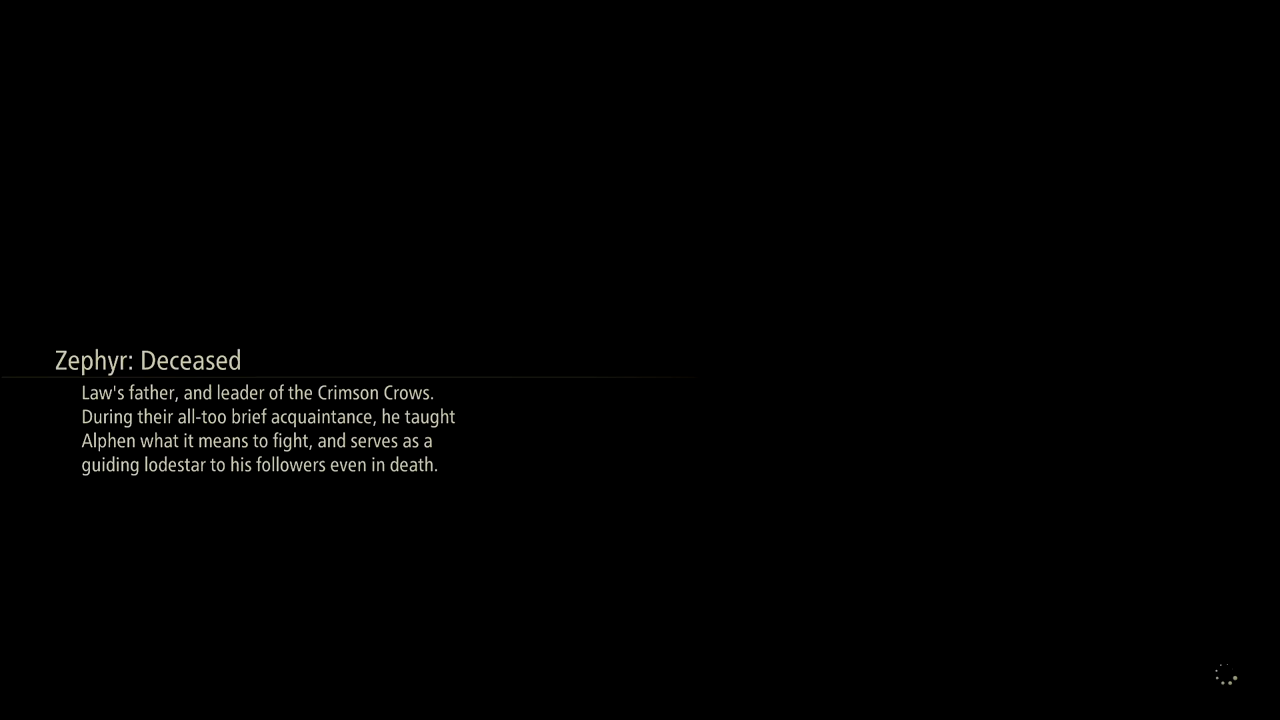 Zephyr: Deceased
Law's father, and leader of the Crimson Crows.
During their all-too brief acquaintance, he taught
Alphen what it means to fight, and serves as a
guiding lodestar to his followers even in death.